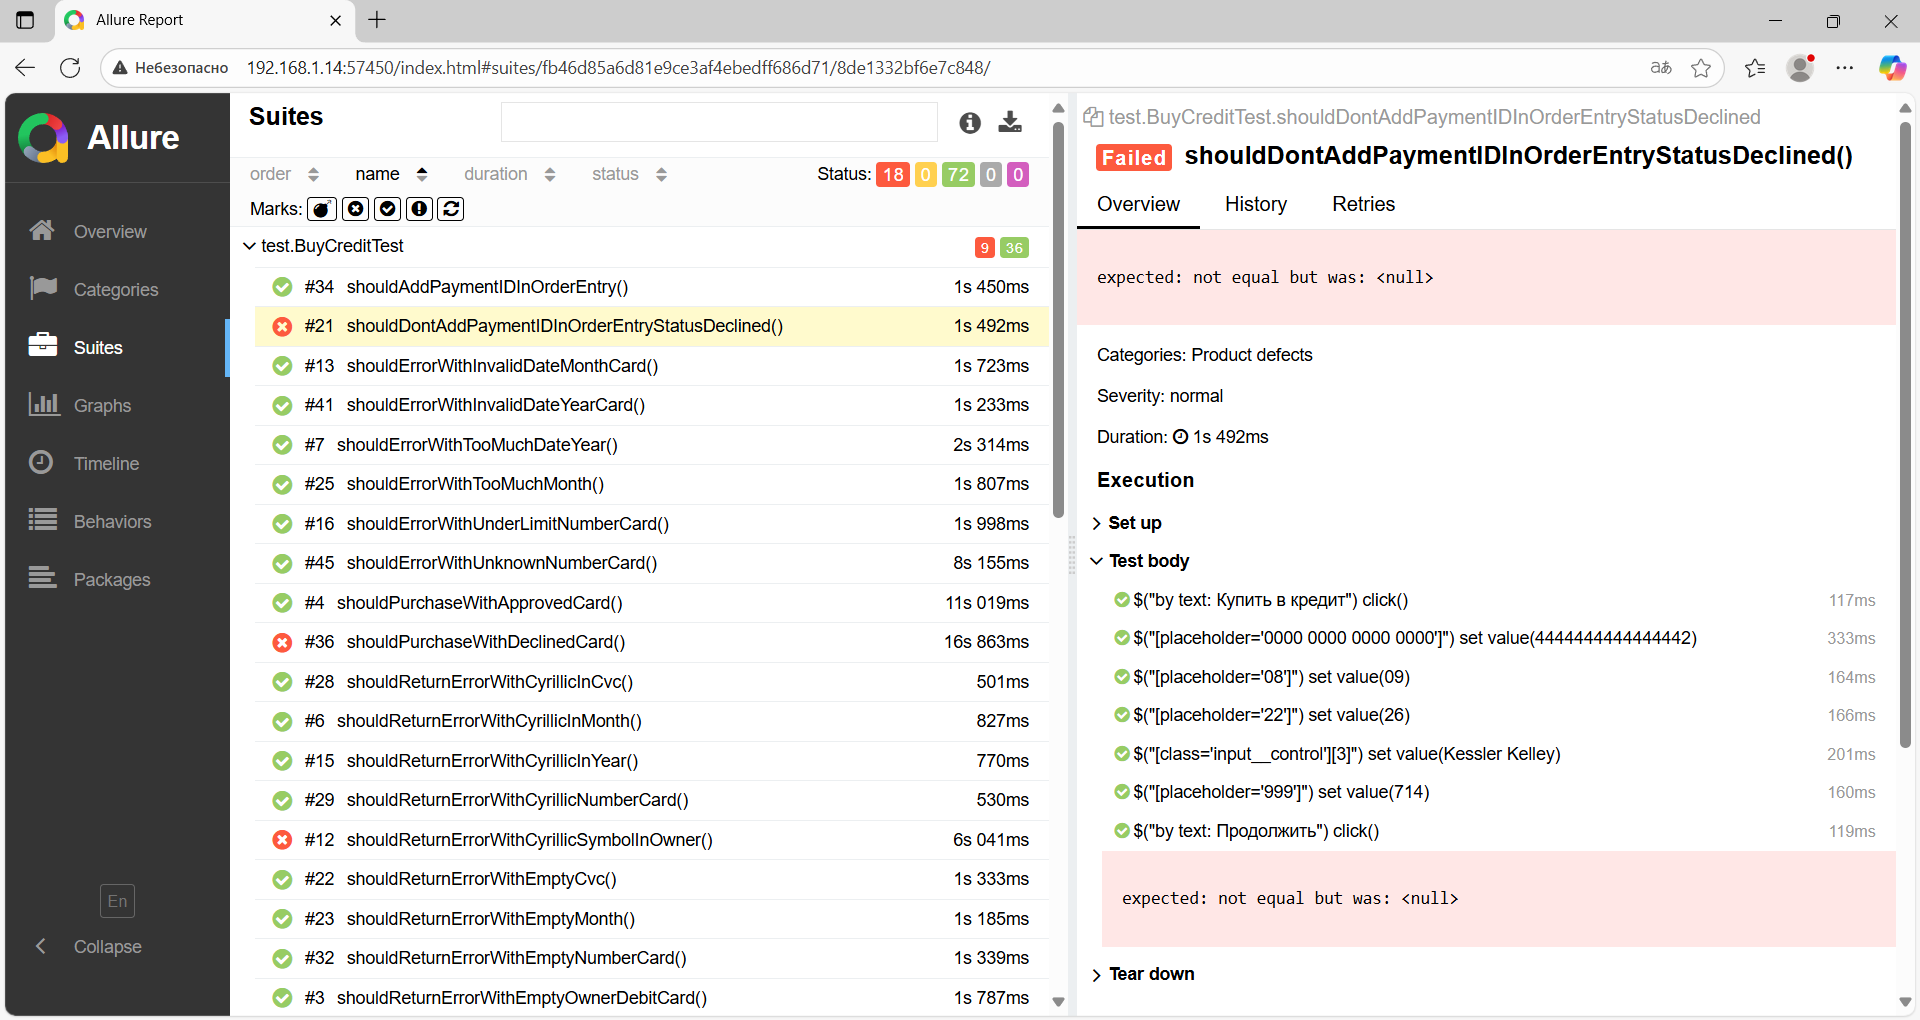 Allure Report
Небезопасно 192.168.1.14:57450/index.html#suites/fb46d85a6d81e9ce3af4ebedff686d71/8de1332bf6e7c848/
Allure
Overview
Categories
Suites
Graphs
Timeline
Behaviors
Packages
En
Collapse
Suites
order name duration status Status: 18 0 72 0 0
Marks:
test.BuyCreditTest 9 36
#34 shouldAddPaymentIDInOrderEntry() 1s 450ms
#21 shouldDontAddPaymentIDInOrderEntryStatusDeclined() 1s 492ms
#13 shouldErrorWithInvalidDateMonthCard() 1s 723ms
#41 shouldErrorWithInvalidDateYearCard() 1s 233ms
#7 shouldErrorWithTooMuchDateYear() 2s 314ms
#25 shouldErrorWithTooMuchMonth() 1s 807ms
#16 shouldErrorWithUnderLimitNumberCard() 1s 998ms
#45 shouldErrorWithUnknownNumberCard() 8s 155ms
#4 shouldPurchaseWithApprovedCard() 11s 019ms
#36 shouldPurchaseWithDeclinedCard() 16s 863ms
#28 shouldReturnErrorWithCyrillicInCvc() 501ms
#6 shouldReturnErrorWithCyrillicInMonth() 827ms
#15 shouldReturnErrorWithCyrillicInYear() 770ms
#29 shouldReturnErrorWithCyrillicNumberCard() 530ms
#12 shouldReturnErrorWithCyrillicSymbolInOwner() 6s 041ms
#22 shouldReturnErrorWithEmptyCvc() 1s 333ms
#23 shouldReturnErrorWithEmptyMonth() 1s 185ms
#32 shouldReturnErrorWithEmptyNumberCard() 1s 339ms
#3 shouldReturnErrorWithEmptyOwnerDebitCard() 1s 787ms
test.BuyCreditTest.shouldDontAddPaymentIDInOrderEntryStatusDeclined
Failed shouldDontAddPaymentIDInOrderEntryStatusDeclined()
Overview History Retries
expected: not equal but was: <null>
Categories: Product defects
Severity: normal
Duration: 1s 492ms
Execution
Set up
Test body
$("by text: Купить в кредит") click() 117ms
$("[placeholder='0000 0000 0000 0000']") set value(4444444444444442) 333ms
$("[placeholder='08']") set value(09) 164ms
$("[placeholder='22']") set value(26) 166ms
$("[class='input__control'][3]") set value(Kessler Kelley) 201ms
$("[placeholder='999']") set value(714) 160ms
$("by text: Продолжить") click() 119ms
expected: not equal but was: <null>
Tear down